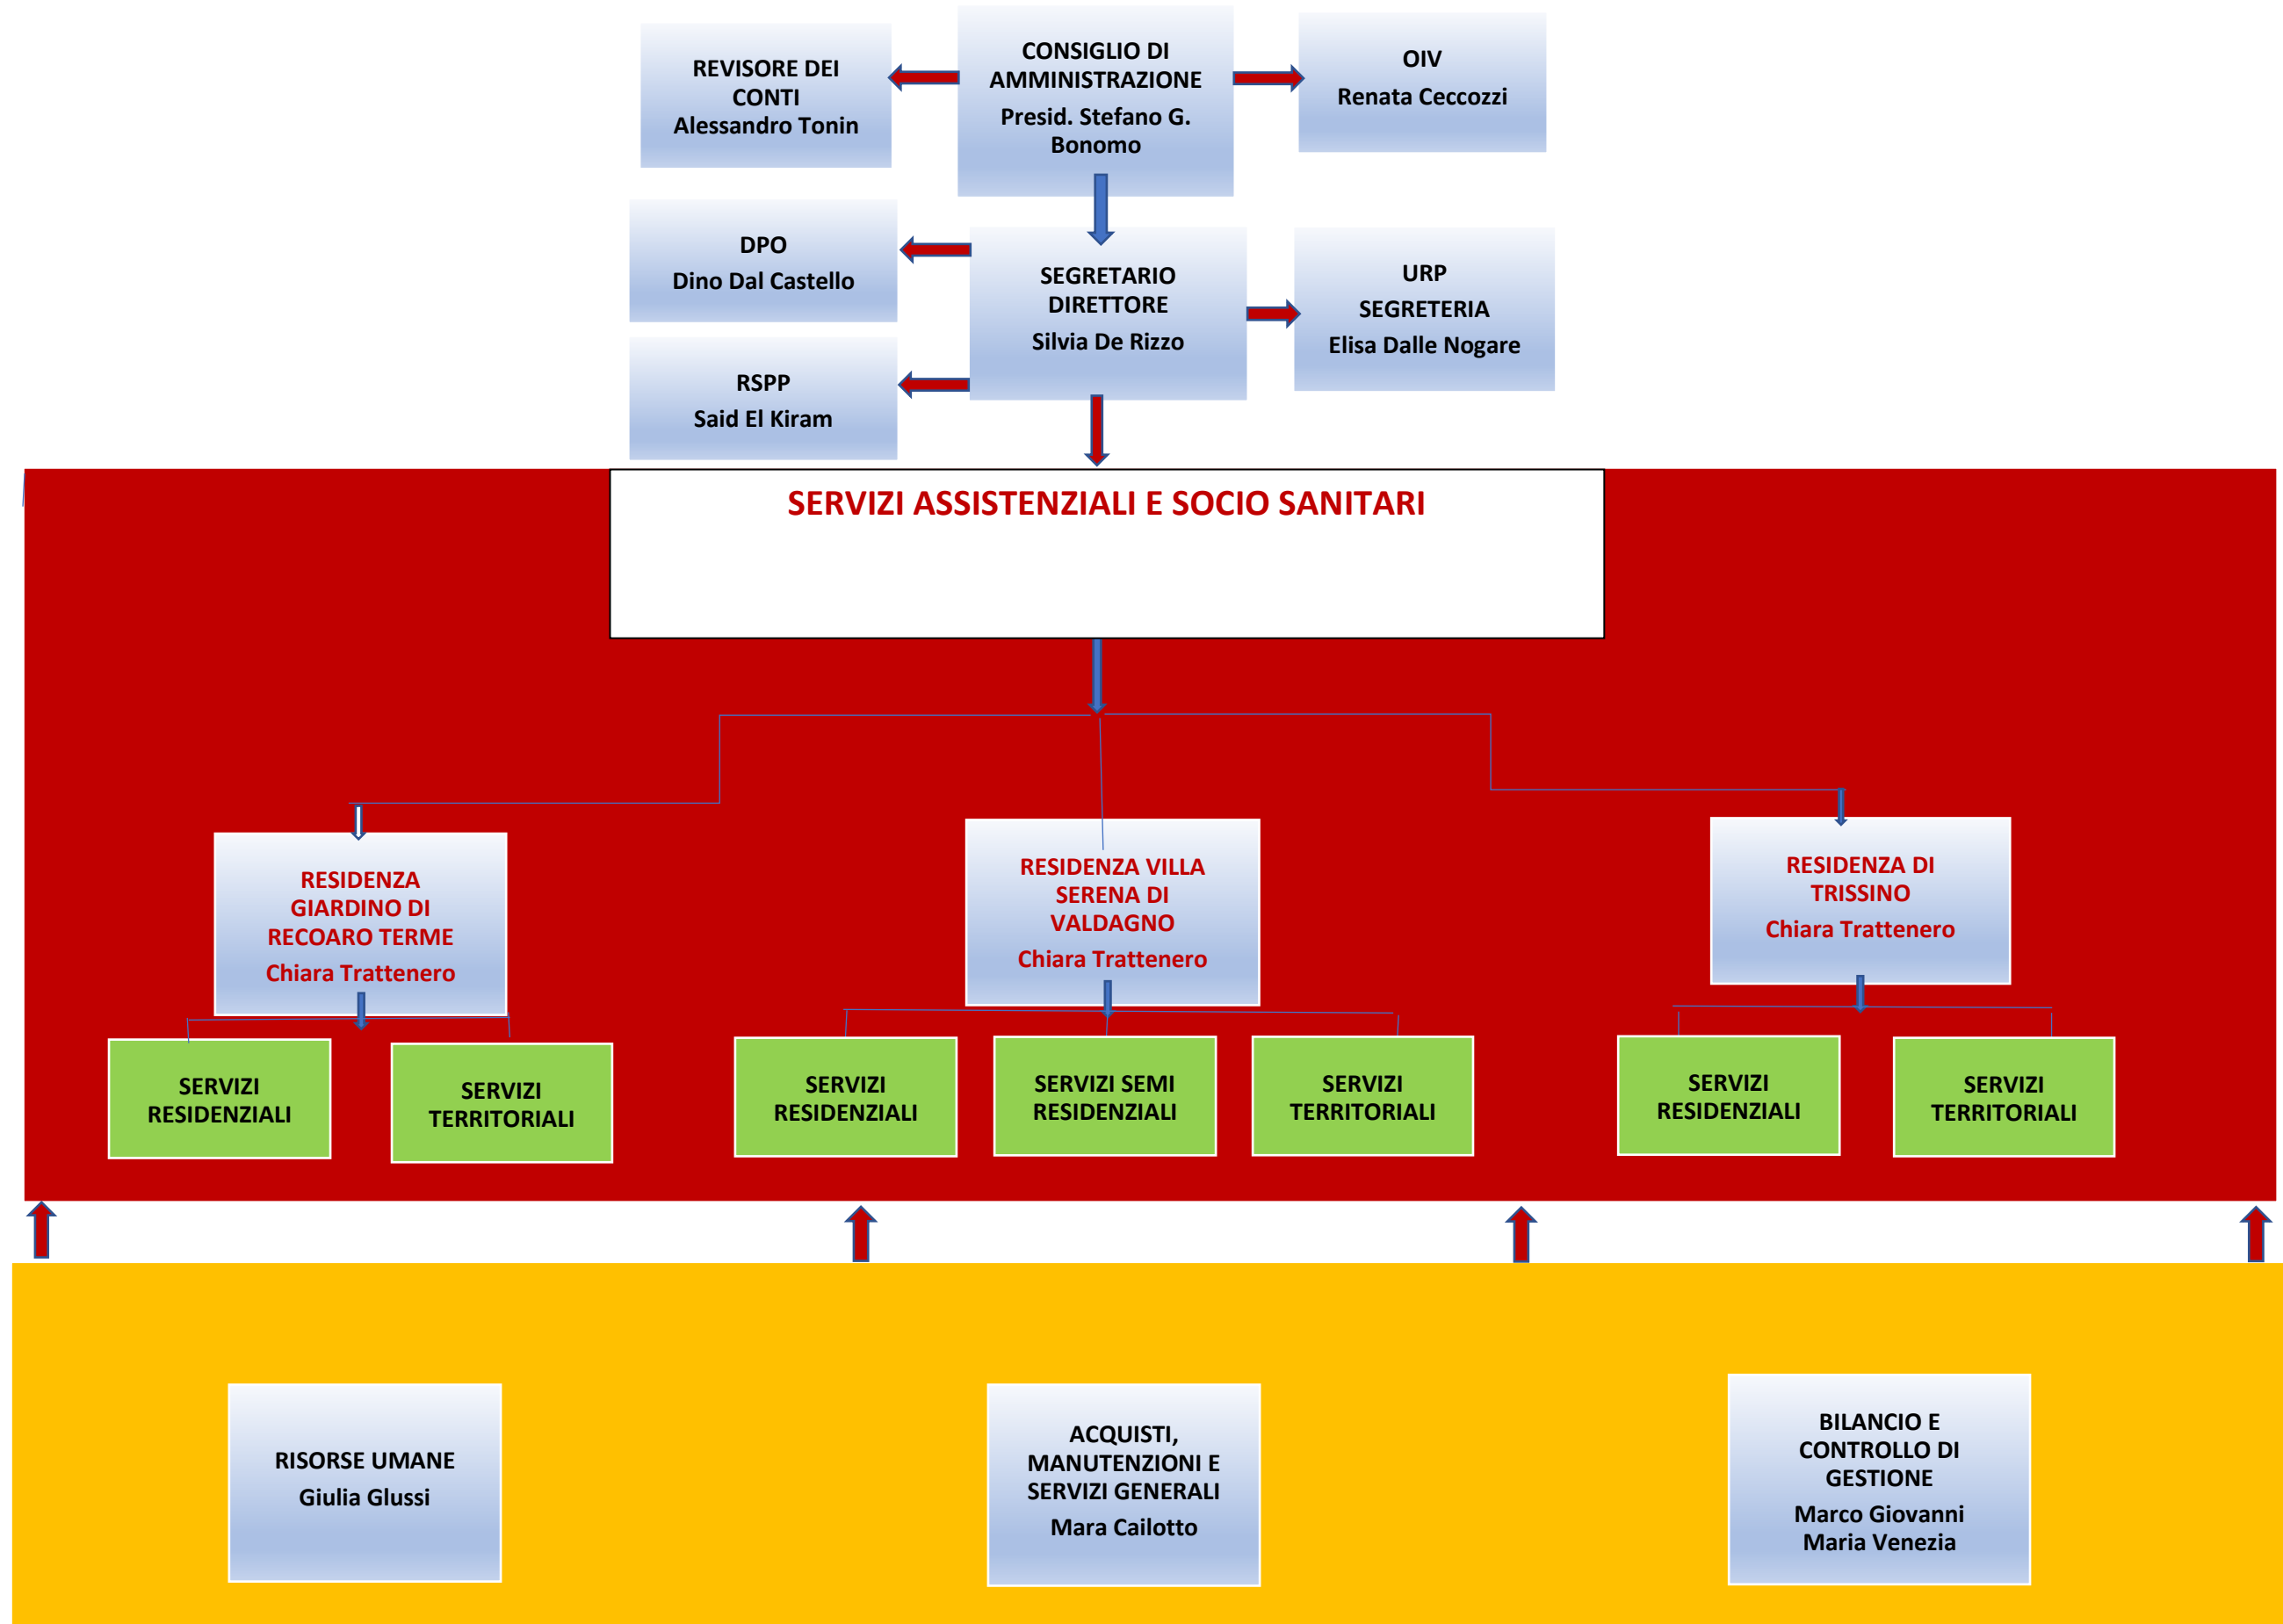 REVISORE DEI
CONTI
Alessandro Tonin
CONSIGLIO DI
AMMINISTRAZIONE
Presid. Stefano G.
Bonomo
OIV
Renata Ceccozzi
DPO
Dino Dal Castello
SEGRETARIO
DIRETTORE
Silvia De Rizzo
URP
SEGRETERIA
Elisa Dalle Nogare
RSPP
Said El Kiram
SERVIZI ASSISTENZIALI E SOCIO SANITARI
RESIDENZA
GIARDINO DI
RECOARO TERME
Chiara Trattenero
RESIDENZA VILLA
SERENA DI
VALDAGNO
Chiara Trattenero
RESIDENZA DI
TRISSINO
Chiara Trattenero
SERVIZI
RESIDENZIALI
SERVIZI
TERRITORIALI
SERVIZI
RESIDENZIALI
SERVIZI SEMI
RESIDENZIALI
SERVIZI
TERRITORIALI
SERVIZI
RESIDENZIALI
SERVIZI
TERRITORIALI
RISORSE UMANE
Giulia Glussi
ACQUISTI,
MANUTENZIONI E
SERVIZI GENERALI
Mara Cailotto
BILANCIO E
CONTROLLO DI
GESTIONE
Marco Giovanni
Maria Venezia